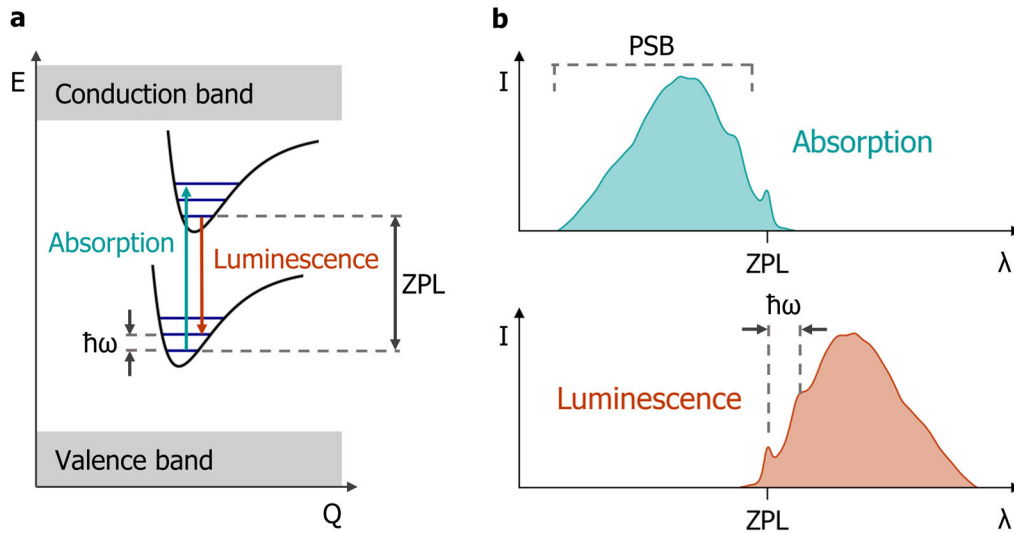 a
E
Conduction band
Absorption
Luminescence
ZPL
ħω
Valence band
Q
b
PSB
I
Absorption
ZPL
λ
ħω
I
Luminescence
ZPL
λ